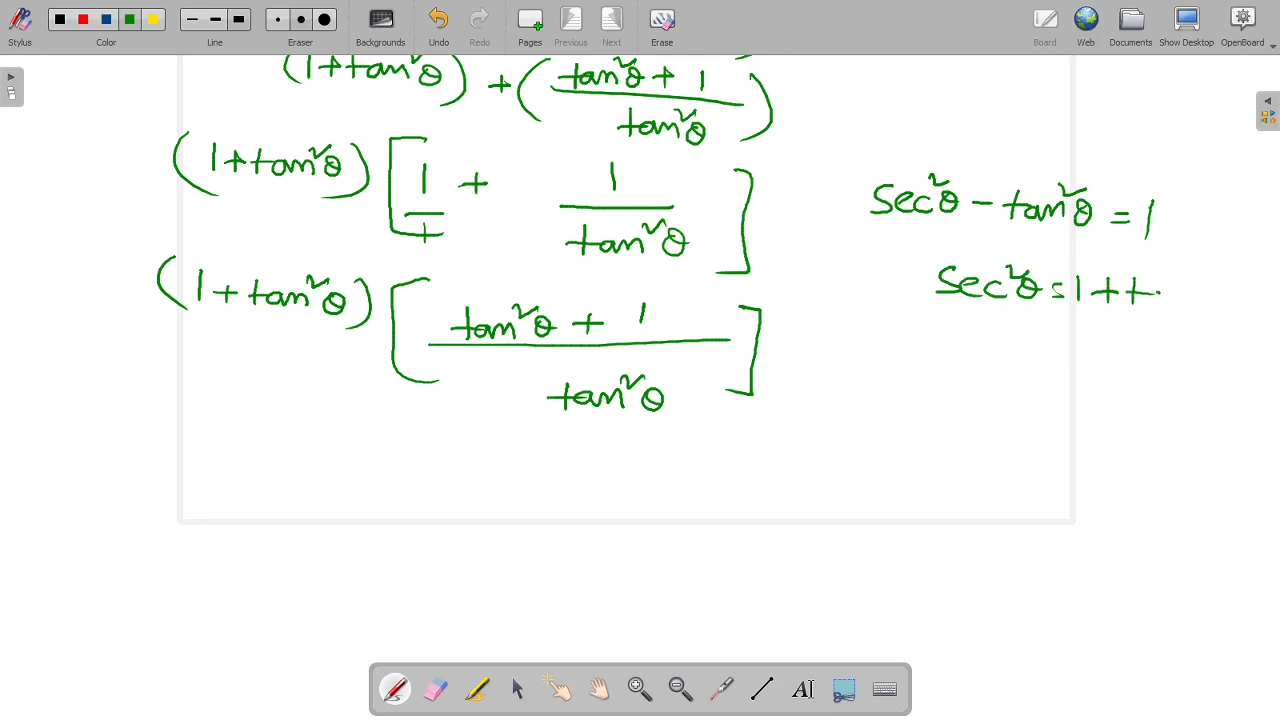 Stylus Color Line Eraser Backgrounds Undo Redo Pages Previous Next Erase Board Web Documents Show Desktop OpenBoard
(1+tan²θ) + (tan²θ + 1 / tan²θ)
(1+tan²θ) [1/1 + 1/tan²θ]
sec²θ − tan²θ = 1
(1+tan²θ) [tan²θ + 1 / tan²θ]
sec²θ = 1 + t